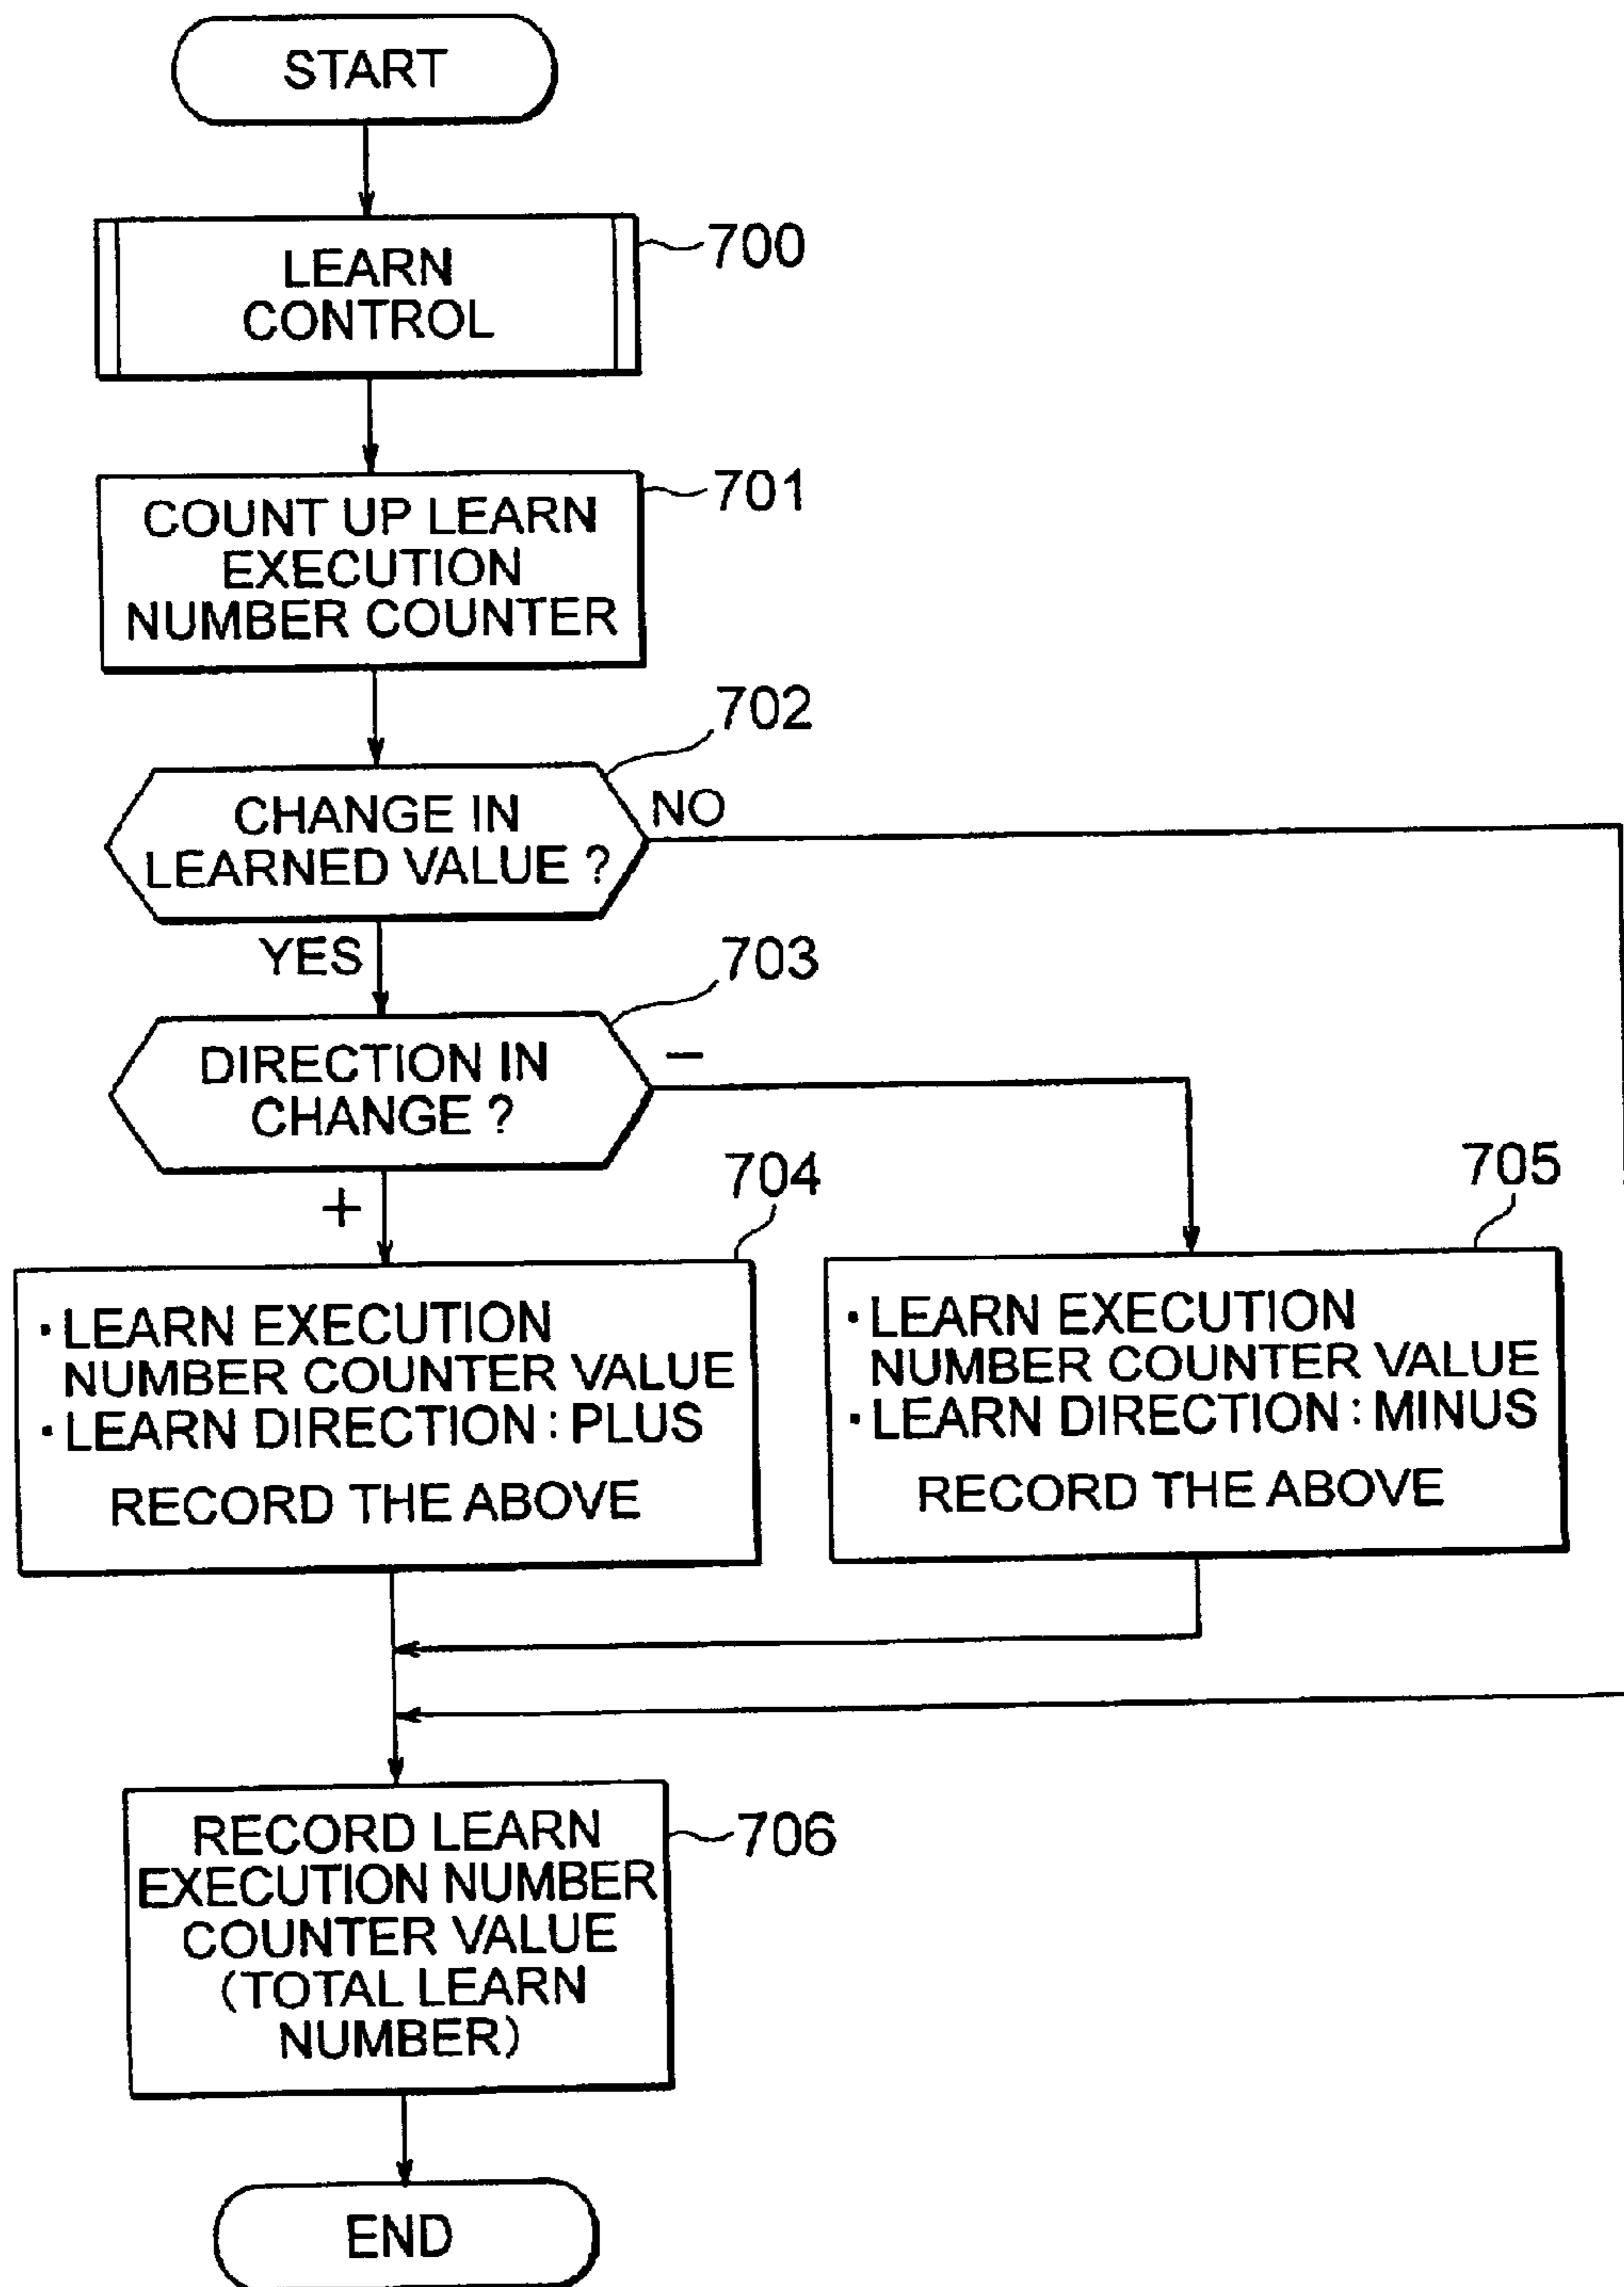 START
LEARN
CONTROL
700
COUNT UP LEARN
EXECUTION
NUMBER COUNTER
701
702
CHANGE IN
LEARNED VALUE ?
NO
YES
703
DIRECTION IN
CHANGE ?
−
+
704
705
・LEARN EXECUTION
NUMBER COUNTER VALUE
・LEARN DIRECTION : PLUS
RECORD THE ABOVE
・LEARN EXECUTION
NUMBER COUNTER VALUE
・LEARN DIRECTION : MINUS
RECORD THE ABOVE
RECORD LEARN
EXECUTION NUMBER
COUNTER VALUE
(TOTAL LEARN
NUMBER)
706
END